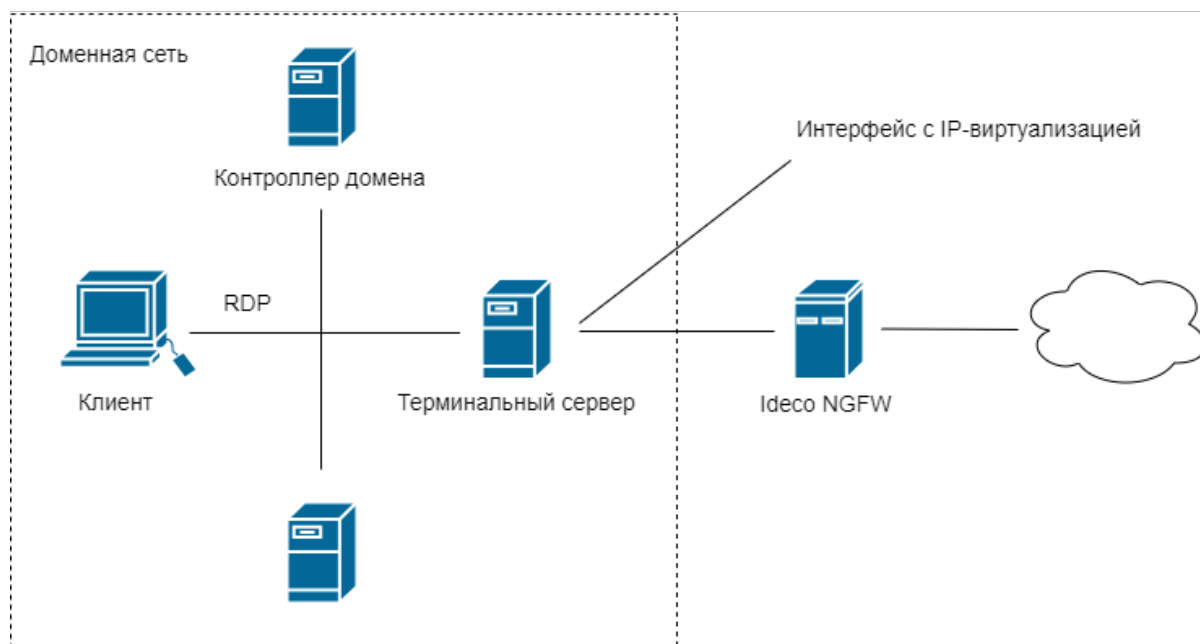 Доменная сеть
Контроллер домена
Интерфейс с IP-виртуализацией
RDP
Клиент
Терминальный сервер
Ideco NGFW